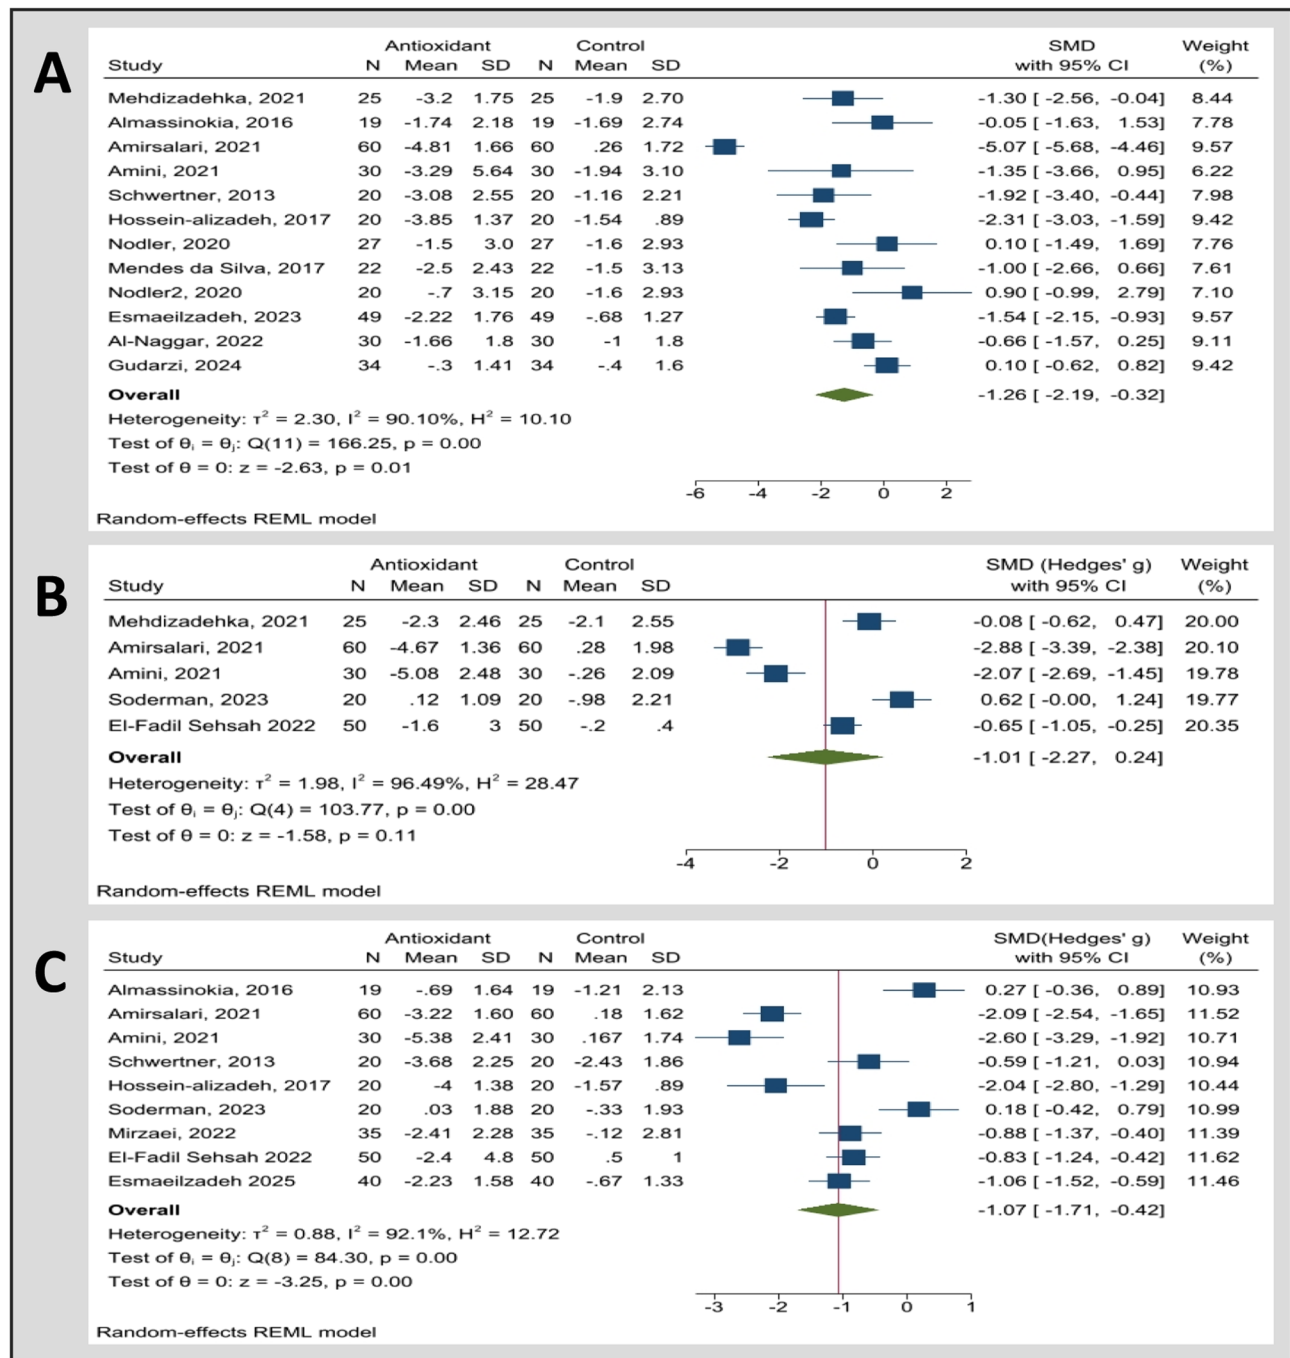 A
Antioxidant Control SMD Weight
Study N Mean SD N Mean SD with 95% CI (%)
Mehdizadehka, 2021 25 -3.2 1.75 25 -1.9 2.70 -1.30 [ -2.56, -0.04] 8.44
Almassinokia, 2016 19 -1.74 2.18 19 -1.69 2.74 -0.05 [ -1.63, 1.53] 7.78
Amirsalari, 2021 60 -4.81 1.66 60 .26 1.72 -5.07 [ -5.68, -4.46] 9.57
Amini, 2021 30 -3.29 5.64 30 -1.94 3.10 -1.35 [ -3.66, 0.95] 6.22
Schwertner, 2013 20 -3.08 2.55 20 -1.16 2.21 -1.92 [ -3.40, -0.44] 7.98
Hossein-alizadeh, 2017 20 -3.85 1.37 20 -1.54 .89 -2.31 [ -3.03, -1.59] 9.42
Nodler, 2020 27 -1.5 3.0 27 -1.6 2.93 0.10 [ -1.49, 1.69] 7.76
Mendes da Silva, 2017 22 -2.5 2.43 22 -1.5 3.13 -1.00 [ -2.66, 0.66] 7.61
Nodler2, 2020 20 -.7 3.15 20 -1.6 2.93 0.90 [ -0.99, 2.79] 7.10
Esmaeilzadeh, 2023 49 -2.22 1.76 49 -.68 1.27 -1.54 [ -2.15, -0.93] 9.57
Al-Naggar, 2022 30 -1.66 1.8 30 -1 1.8 -0.66 [ -1.57, 0.25] 9.11
Gudarzi, 2024 34 -.3 1.41 34 -.4 1.6 0.10 [ -0.62, 0.82] 9.42
Overall -1.26 [ -2.19, -0.32]
Heterogeneity: τ² = 2.30, I² = 90.10%, H² = 10.10
Test of θᵢ = θⱼ: Q(11) = 166.25, p = 0.00
Test of θ = 0: z = -2.63, p = 0.01
-6 -4 -2 0 2
Random-effects REML model
B
Antioxidant Control SMD (Hedges' g) Weight
Study N Mean SD N Mean SD with 95% CI (%)
Mehdizadehka, 2021 25 -2.3 2.46 25 -2.1 2.55 -0.08 [ -0.62, 0.47] 20.00
Amirsalari, 2021 60 -4.67 1.36 60 .28 1.98 -2.88 [ -3.39, -2.38] 20.10
Amini, 2021 30 -5.08 2.48 30 -.26 2.09 -2.07 [ -2.69, -1.45] 19.78
Soderman, 2023 20 .12 1.09 20 -.98 2.21 0.62 [ -0.00, 1.24] 19.77
El-Fadil Sehsah 2022 50 -1.6 3 50 -.2 .4 -0.65 [ -1.05, -0.25] 20.35
Overall -1.01 [ -2.27, 0.24]
Heterogeneity: τ² = 1.98, I² = 96.49%, H² = 28.47
Test of θᵢ = θⱼ: Q(4) = 103.77, p = 0.00
Test of θ = 0: z = -1.58, p = 0.11
-4 -2 0 2
Random-effects REML model
C
Antioxidant Control SMD(Hedges' g) Weight
Study N Mean SD N Mean SD with 95% CI (%)
Almassinokia, 2016 19 -.69 1.64 19 -1.21 2.13 0.27 [ -0.36, 0.89] 10.93
Amirsalari, 2021 60 -3.22 1.60 60 .18 1.62 -2.09 [ -2.54, -1.65] 11.52
Amini, 2021 30 -5.38 2.41 30 .167 1.74 -2.60 [ -3.29, -1.92] 10.71
Schwertner, 2013 20 -3.68 2.25 20 -2.43 1.86 -0.59 [ -1.21, 0.03] 10.94
Hossein-alizadeh, 2017 20 -4 1.38 20 -1.57 .89 -2.04 [ -2.80, -1.29] 10.44
Soderman, 2023 20 .03 1.88 20 -.33 1.93 0.18 [ -0.42, 0.79] 10.99
Mirzaei, 2022 35 -2.41 2.28 35 -.12 2.81 -0.88 [ -1.37, -0.40] 11.39
El-Fadil Sehsah 2022 50 -2.4 4.8 50 .5 1 -0.83 [ -1.24, -0.42] 11.62
Esmaeilzadeh 2025 40 -2.23 1.58 40 -.67 1.33 -1.06 [ -1.52, -0.59] 11.46
Overall -1.07 [ -1.71, -0.42]
Heterogeneity: τ² = 0.88, I² = 92.1%, H² = 12.72
Test of θᵢ = θⱼ: Q(8) = 84.30, p = 0.00
Test of θ = 0: z = -3.25, p = 0.00
-3 -2 -1 0 1
Random-effects REML model